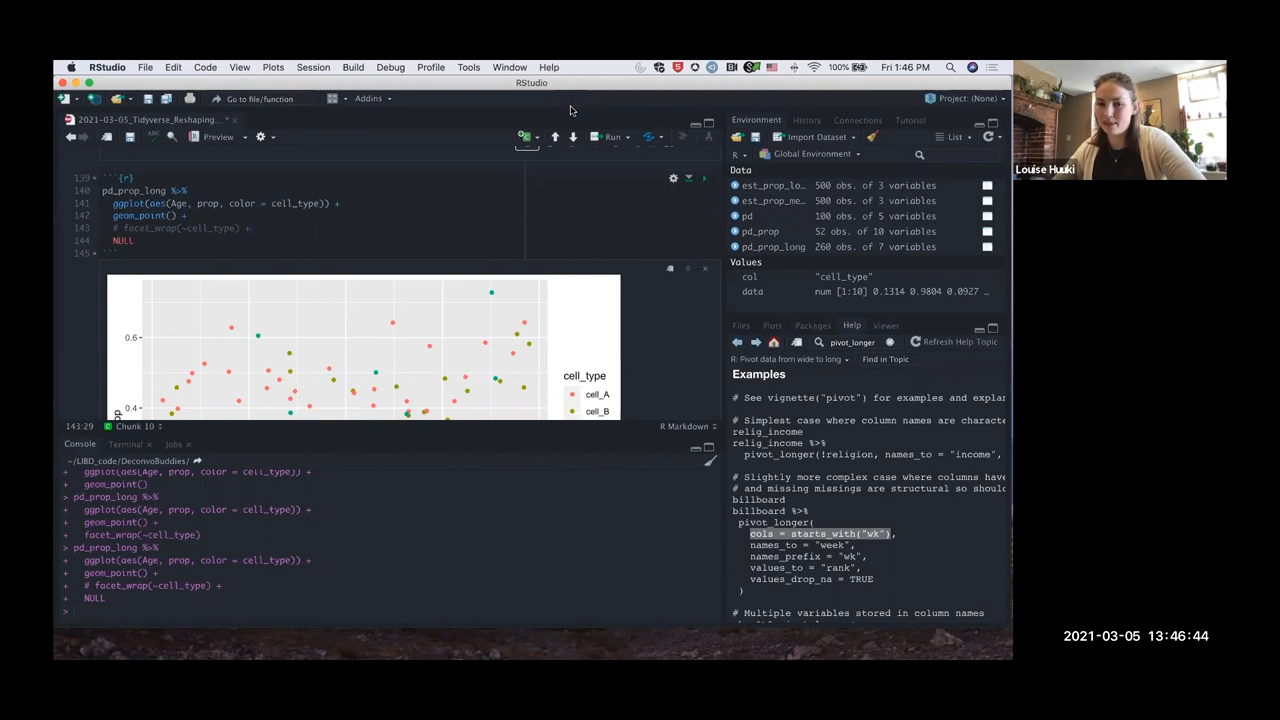 RStudio File Edit Code View Plots Session Build Debug Profile Tools Window Help
100% Fri 1:46 PM
RStudio
Go to file/function
Addins
Project: (None)
2021-03-05_Tidyverse_Reshaping... *
Preview
Run
139 ```{r}
140 pd_prop_long %>%
141 ggplot(aes(Age, prop, color = cell_type)) +
142 geom_point() +
143 # facet_wrap(~cell_type) +
144 NULL
145 ```
0.6
0.4
cell_type
cell_A
cell_B
143:29
Chunk 10
R Markdown
Console Terminal Jobs
~/LIBD_code/DeconvoBuddies/
+ ggplot(aes(Age, prop, color = cell_type)) +
+ geom_point()
> pd_prop_long %>%
+ ggplot(aes(Age, prop, color = cell_type)) +
+ geom_point() +
+ facet_wrap(~cell_type)
> pd_prop_long %>%
+ ggplot(aes(Age, prop, color = cell_type)) +
+ geom_point() +
+ # facet_wrap(~cell_type) +
+ NULL
>
Environment History Connections Tutorial
Import Dataset
List
R
Global Environment
Data
est_prop_lo... 500 obs. of 3 variables
est_prop_me... 500 obs. of 3 variables
pd 100 obs. of 5 variables
pd_prop 52 obs. of 10 variables
pd_prop_long 260 obs. of 7 variables
Values
col "cell_type"
data num [1:10] 0.1314 0.9804 0.0927 ...
Files Plots Packages Help Viewer
pivot_longer
Refresh Help Topic
R: Pivot data from wide to long
Find in Topic
Examples
# See vignette("pivot") for examples and explan
# Simplest case where column names are characte
relig_income
relig_income %>%
pivot_longer(!religion, names_to = "income",
# Slightly more complex case where columns have
# and missing missings are structural so should
billboard
billboard %>%
pivot_longer(
cols = starts_with("wk"),
names_to = "week",
names_prefix = "wk",
values_to = "rank",
values_drop_na = TRUE
)
# Multiple variables stored in column names
Louise Huuki
2021-03-05 13:46:44